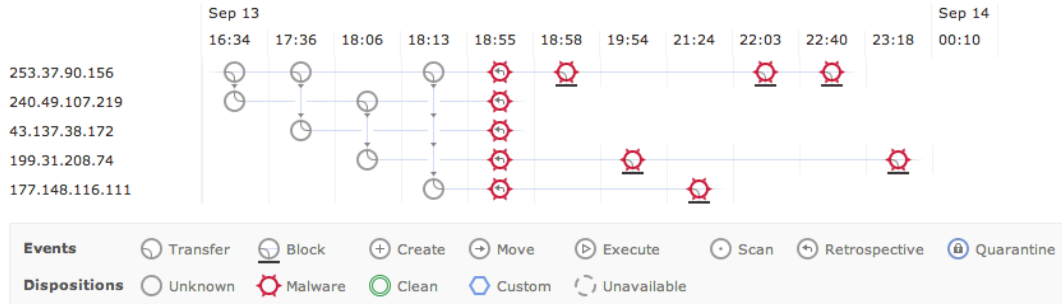 Sep 13 Sep 14
16:34 17:36 18:06 18:13 18:55 18:58 19:54 21:24 22:03 22:40 23:18 00:10
253.37.90.156
240.49.107.219
43.137.38.172
199.31.208.74
177.148.116.111
Events Transfer Block Create Move Execute Scan Retrospective Quarantine
Dispositions Unknown Malware Clean Custom Unavailable